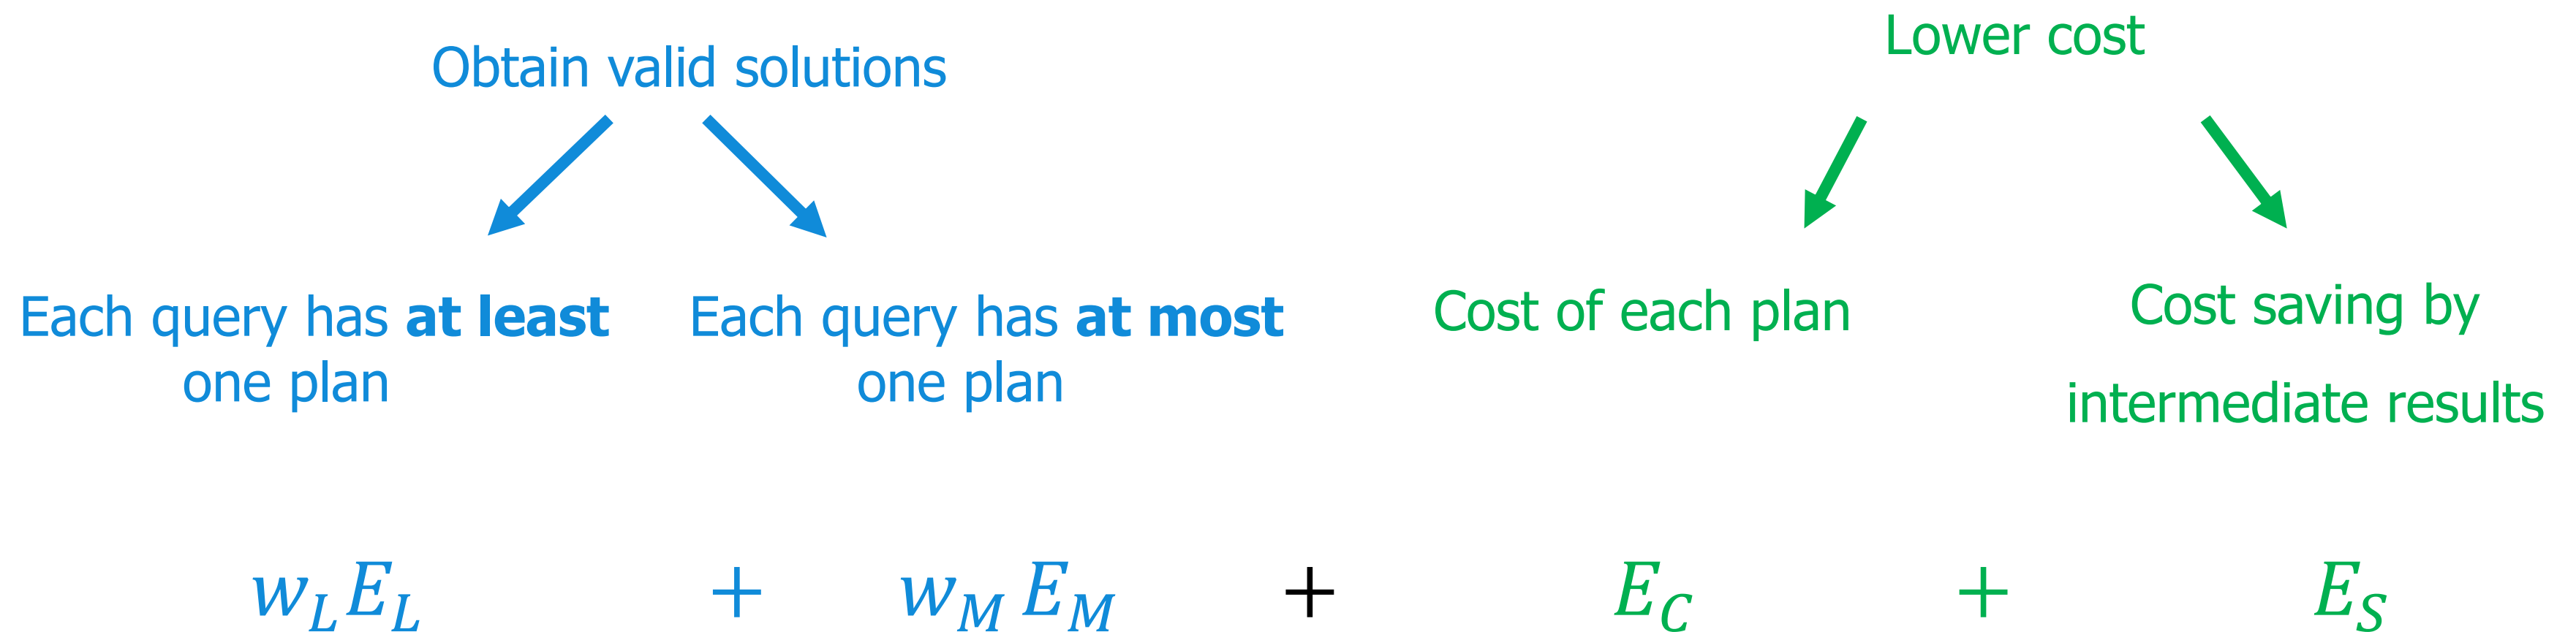 Obtain valid solutions
Lower cost
Each query has at least
one plan
Each query has at most
one plan
Cost of each plan
Cost saving by
intermediate results
w_L E_L + w_M E_M + E_C + E_S